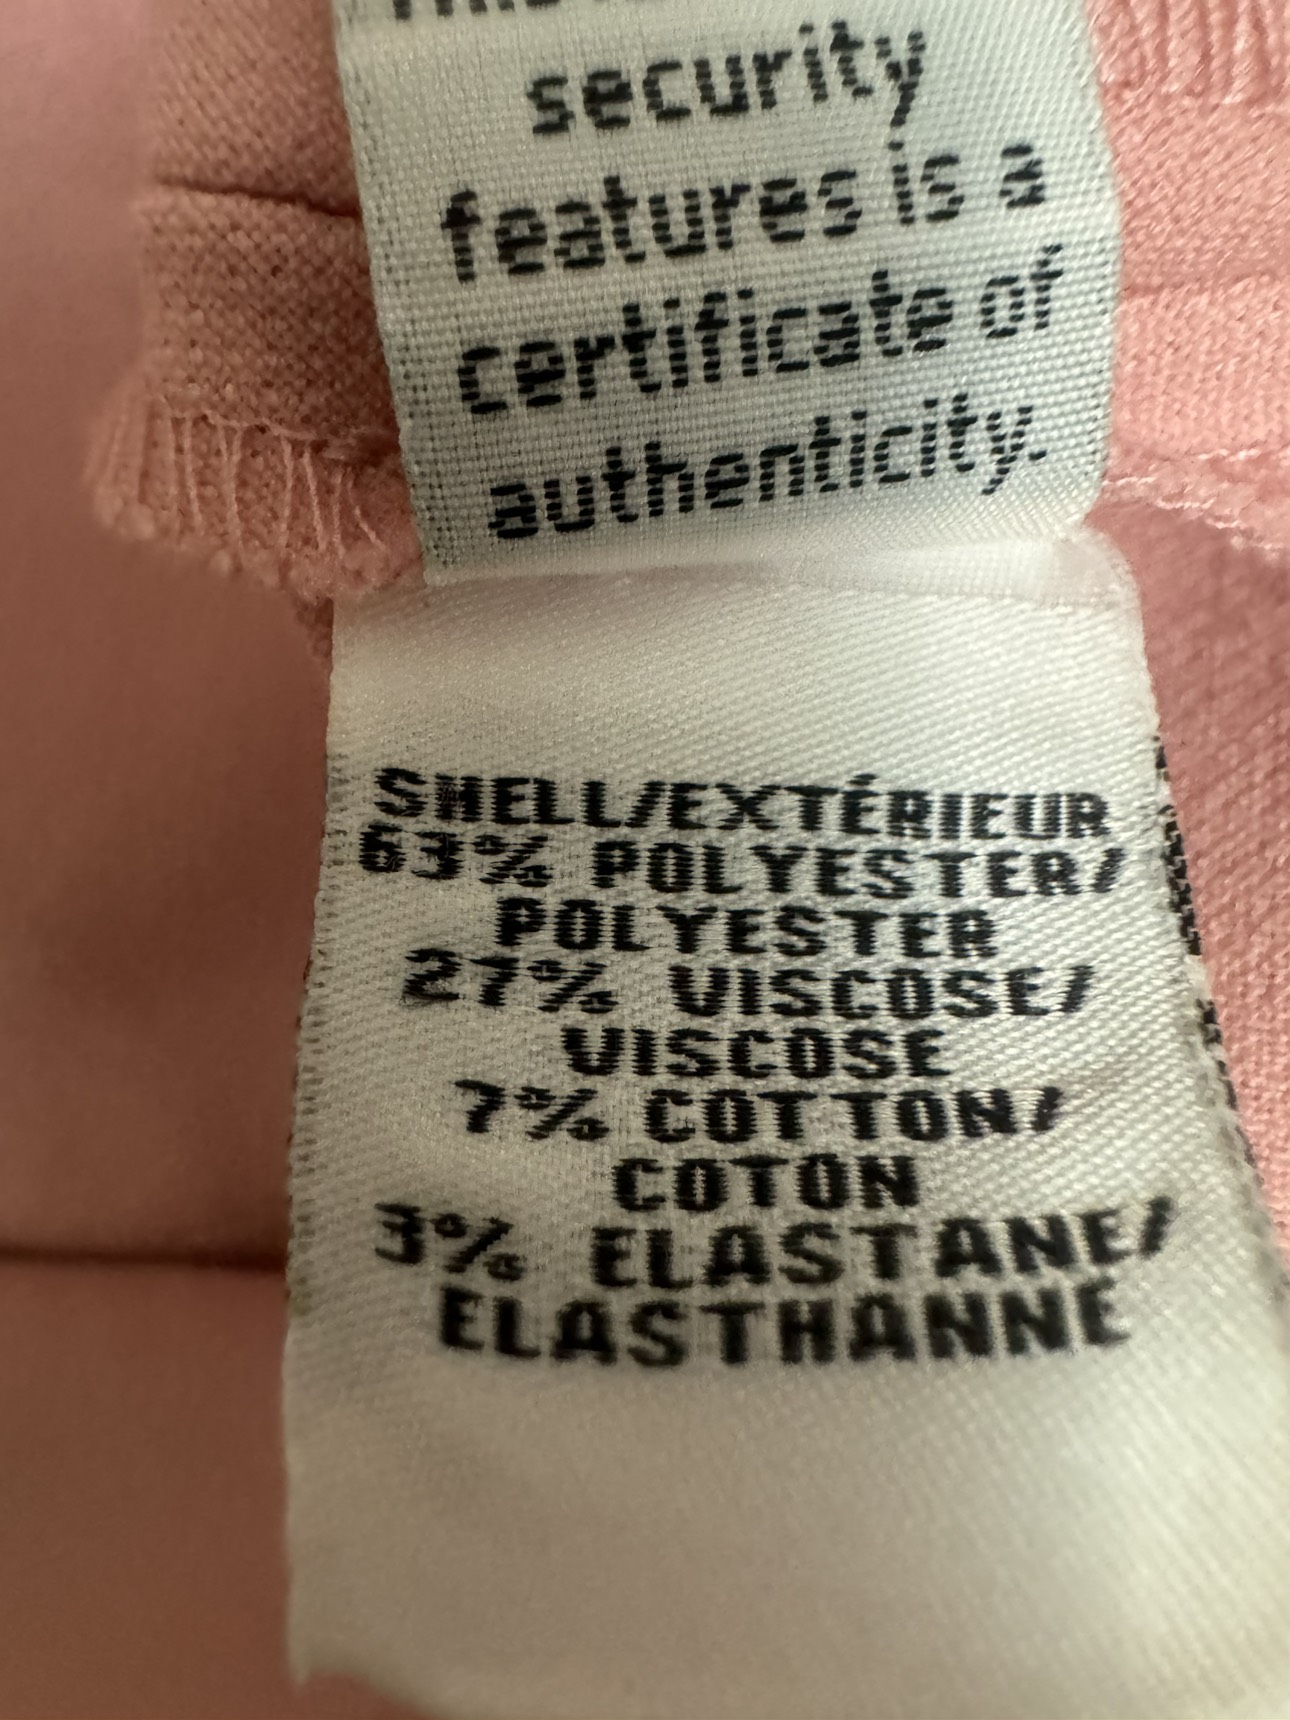 security
features is a
certificate of
authenticity.
SHELL/EXTÉRIEUR
63% POLYESTER/
POLYESTER
27% VISCOSE/
VISCOSE
7% COTTON/
COTON
3% ELASTANE/
ELASTHANNE